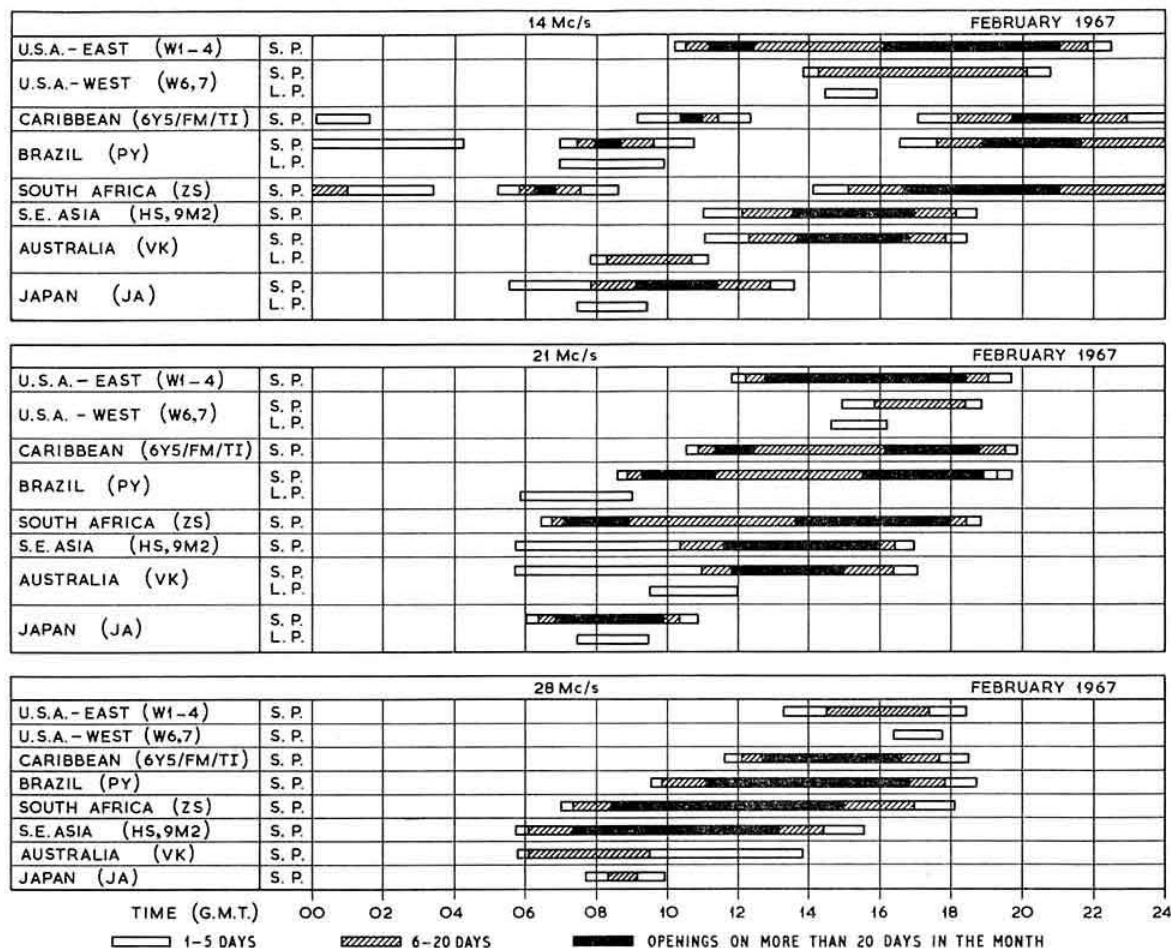 14 Mc/s FEBRUARY 1967
U.S.A.-EAST (W1-4) S. P.
U.S.A.-WEST (W6,7) S. P.
L. P.
CARIBBEAN (6Y5/FM/TI) S. P.
BRAZIL (PY) S. P.
L. P.
SOUTH AFRICA (ZS) S. P.
S.E. ASIA (HS,9M2) S. P.
AUSTRALIA (VK) S. P.
L. P.
JAPAN (JA) S. P.
L. P.
21 Mc/s FEBRUARY 1967
U.S.A.-EAST (W1-4) S. P.
U.S.A. - WEST (W6,7) S. P.
L. P.
CARIBBEAN (6Y5/FM/TI) S. P.
BRAZIL (PY) S. P.
L. P.
SOUTH AFRICA (ZS) S. P.
S.E. ASIA (HS,9M2) S. P.
AUSTRALIA (VK) S. P.
L. P.
JAPAN (JA) S. P.
L. P.
28 Mc/s FEBRUARY 1967
U.S.A.-EAST (W1-4) S. P.
U.S.A.-WEST (W6,7) S. P.
CARIBBEAN (6Y5/FM/TI) S. P.
BRAZIL (PY) S. P.
SOUTH AFRICA (ZS) S. P.
S.E. ASIA (HS,9M2) S. P.
AUSTRALIA (VK) S. P.
JAPAN (JA) S. P.
TIME (G.M.T.) 00 02 04 06 08 10 12 14 16 18 20 22 24
1-5 DAYS 6-20 DAYS OPENINGS ON MORE THAN 20 DAYS IN THE MONTH